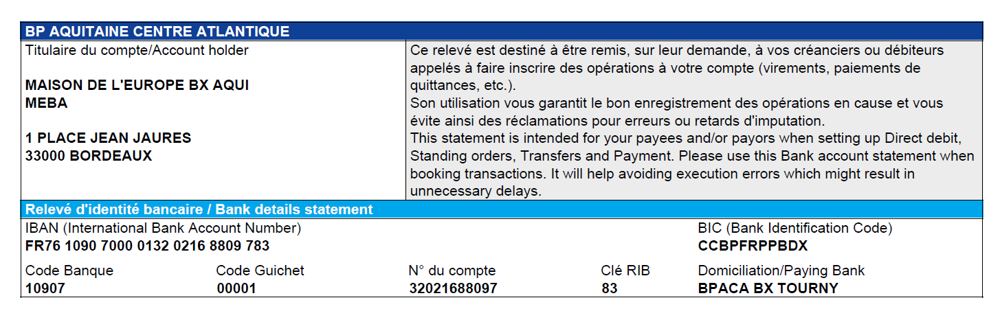 BP AQUITAINE CENTRE ATLANTIQUE
Titulaire du compte/Account holder
MAISON DE L'EUROPE BX AQUI
MEBA
1 PLACE JEAN JAURES
33000 BORDEAUX
Ce relevé est destiné à être remis, sur leur demande, à vos créanciers ou débiteurs
appelés à faire inscrire des opérations à votre compte (virements, paiements de
quittances, etc.).
Son utilisation vous garantit le bon enregistrement des opérations en cause et vous
évite ainsi des réclamations pour erreurs ou retards d'imputation.
This statement is intended for your payees and/or payors when setting up Direct debit,
Standing orders, Transfers and Payment. Please use this Bank account statement when
booking transactions. It will help avoiding execution errors which might result in
unnecessary delays.
Relevé d'identité bancaire / Bank details statement
IBAN (International Bank Account Number) BIC (Bank Identification Code)
FR76 1090 7000 0132 0216 8809 783 CCBPFRPPBDX
Code Banque Code Guichet N° du compte Clé RIB Domiciliation/Paying Bank
10907 00001 32021688097 83 BPACA BX TOURNY